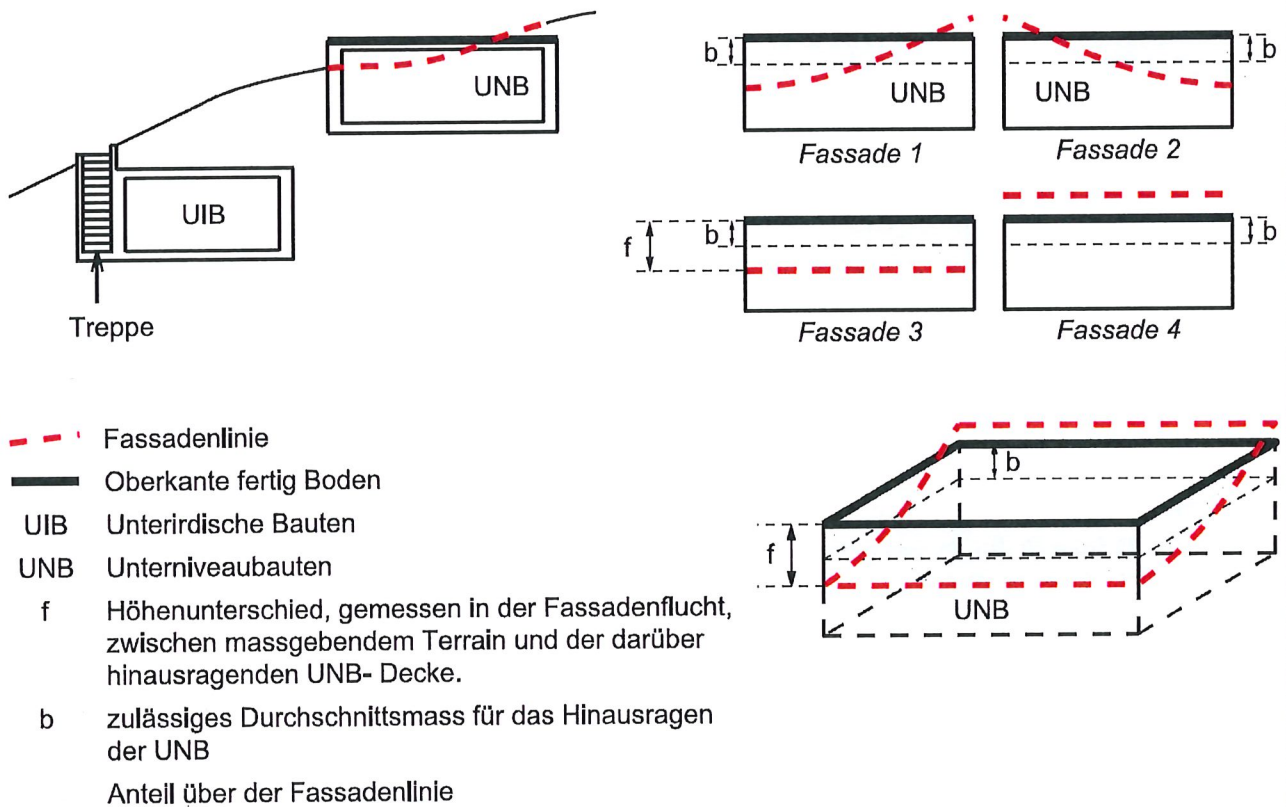 UNB
UIB
Treppe
b
UNB
Fassade 1
UNB
b
Fassade 2
f
b
Fassade 3
b
Fassade 4
Fassadenlinie
Oberkante fertig Boden
UIB Unterirdische Bauten
UNB Unterniveaubauten
f Höhenunterschied, gemessen in der Fassadenflucht,
zwischen massgebendem Terrain und der darüber
hinausragenden UNB- Decke.
b zulässiges Durchschnittsmass für das Hinausragen
der UNB
Anteil über der Fassadenlinie
b
f
UNB